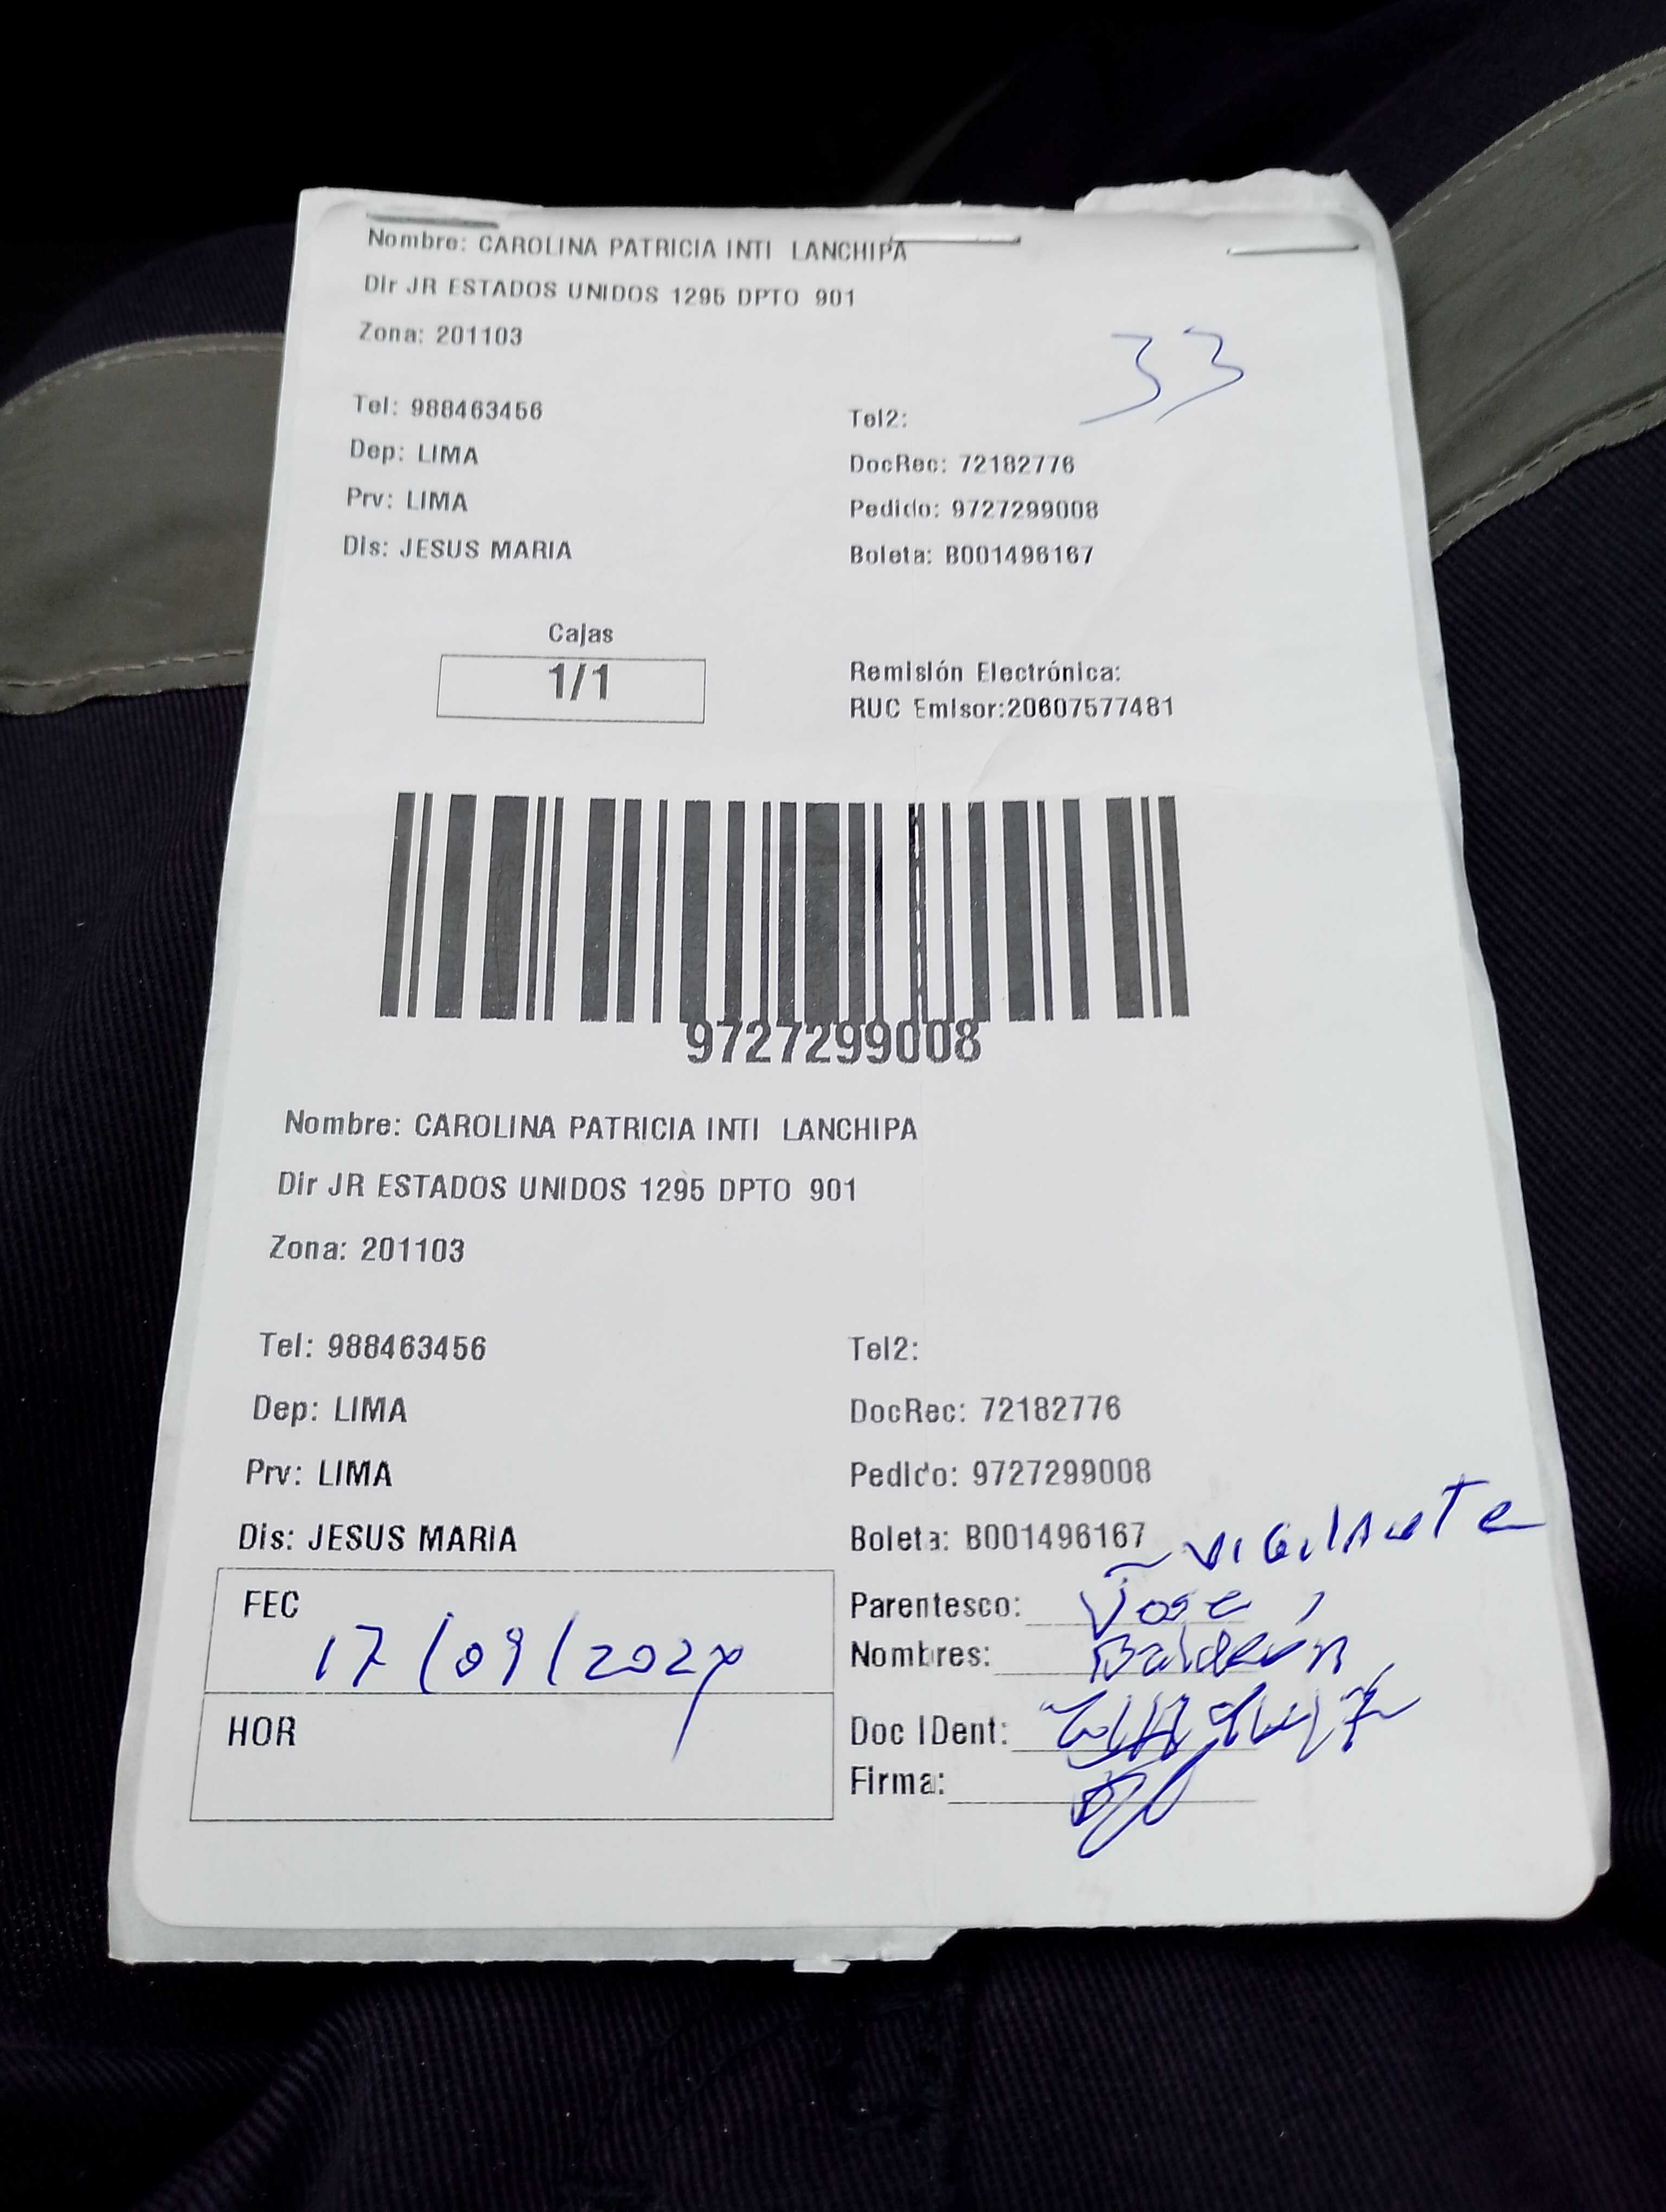 Nombre: CAROLINA PATRICIA INTI LANCHIPA
Dir JR ESTADOS UNIDOS 1295 DPTO 901
Zona: 201103
33
Tel: 988463456 Tel2:
Dep: LIMA DocRec: 72182776
Prv: LIMA Pedido: 9727299008
Dis: JESUS MARIA Boleta: B001496167
Cajas
1/1
Remisión Electrónica:
RUC Emisor:20607577481
9727299008
Nombre: CAROLINA PATRICIA INTI LANCHIPA
Dir JR ESTADOS UNIDOS 1295 DPTO 901
Zona: 201103
Tel: 988463456 Tel2:
Dep: LIMA DocRec: 72182776
Prv: LIMA Pedido: 9727299008
Dis: JESUS MARIA Boleta: B001496167
vigilante
FEC
17/09/2024
Parentesco: Jose
Nombres: Balderín
HOR
Doc IDent:
Firma: